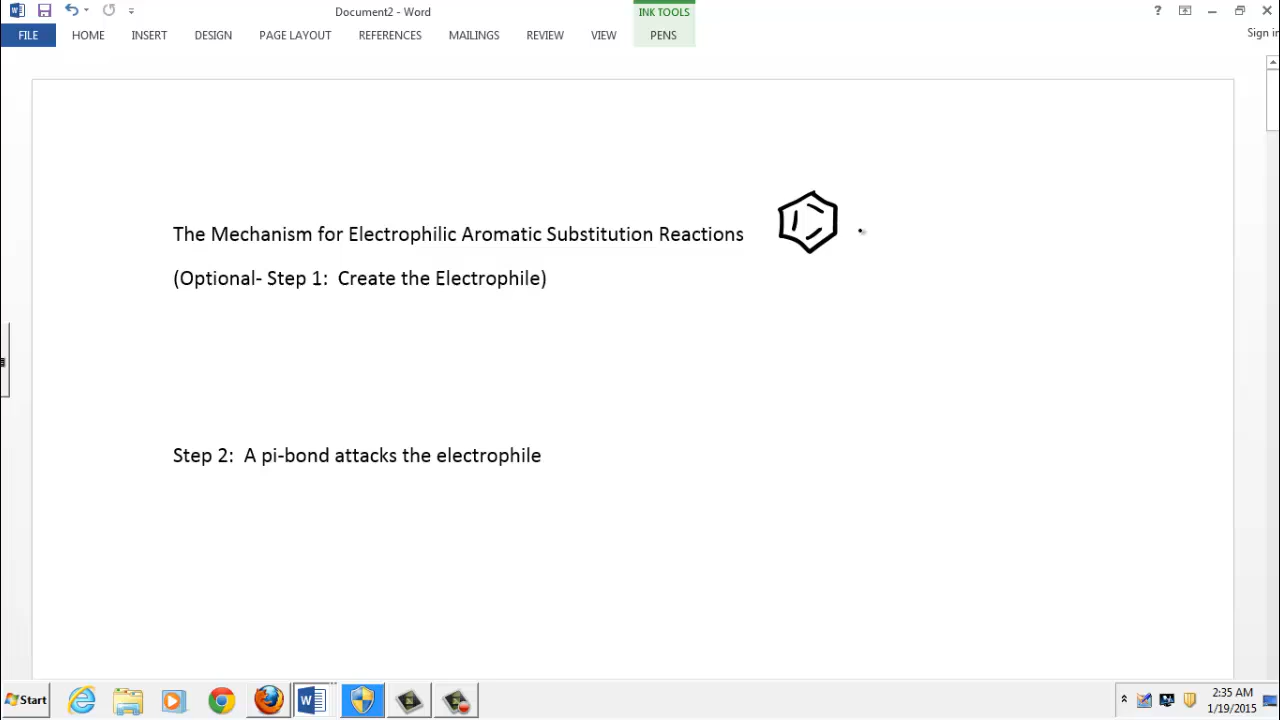 Document2 - Word
INK TOOLS
?
FILE
HOME
INSERT
DESIGN
PAGE LAYOUT
REFERENCES
MAILINGS
REVIEW
VIEW
PENS
Sign in
The Mechanism for Electrophilic Aromatic Substitution Reactions
(Optional- Step 1:  Create the Electrophile)
Step 2:  A pi-bond attacks the electrophile
Start
2:35 AM
1/19/2015